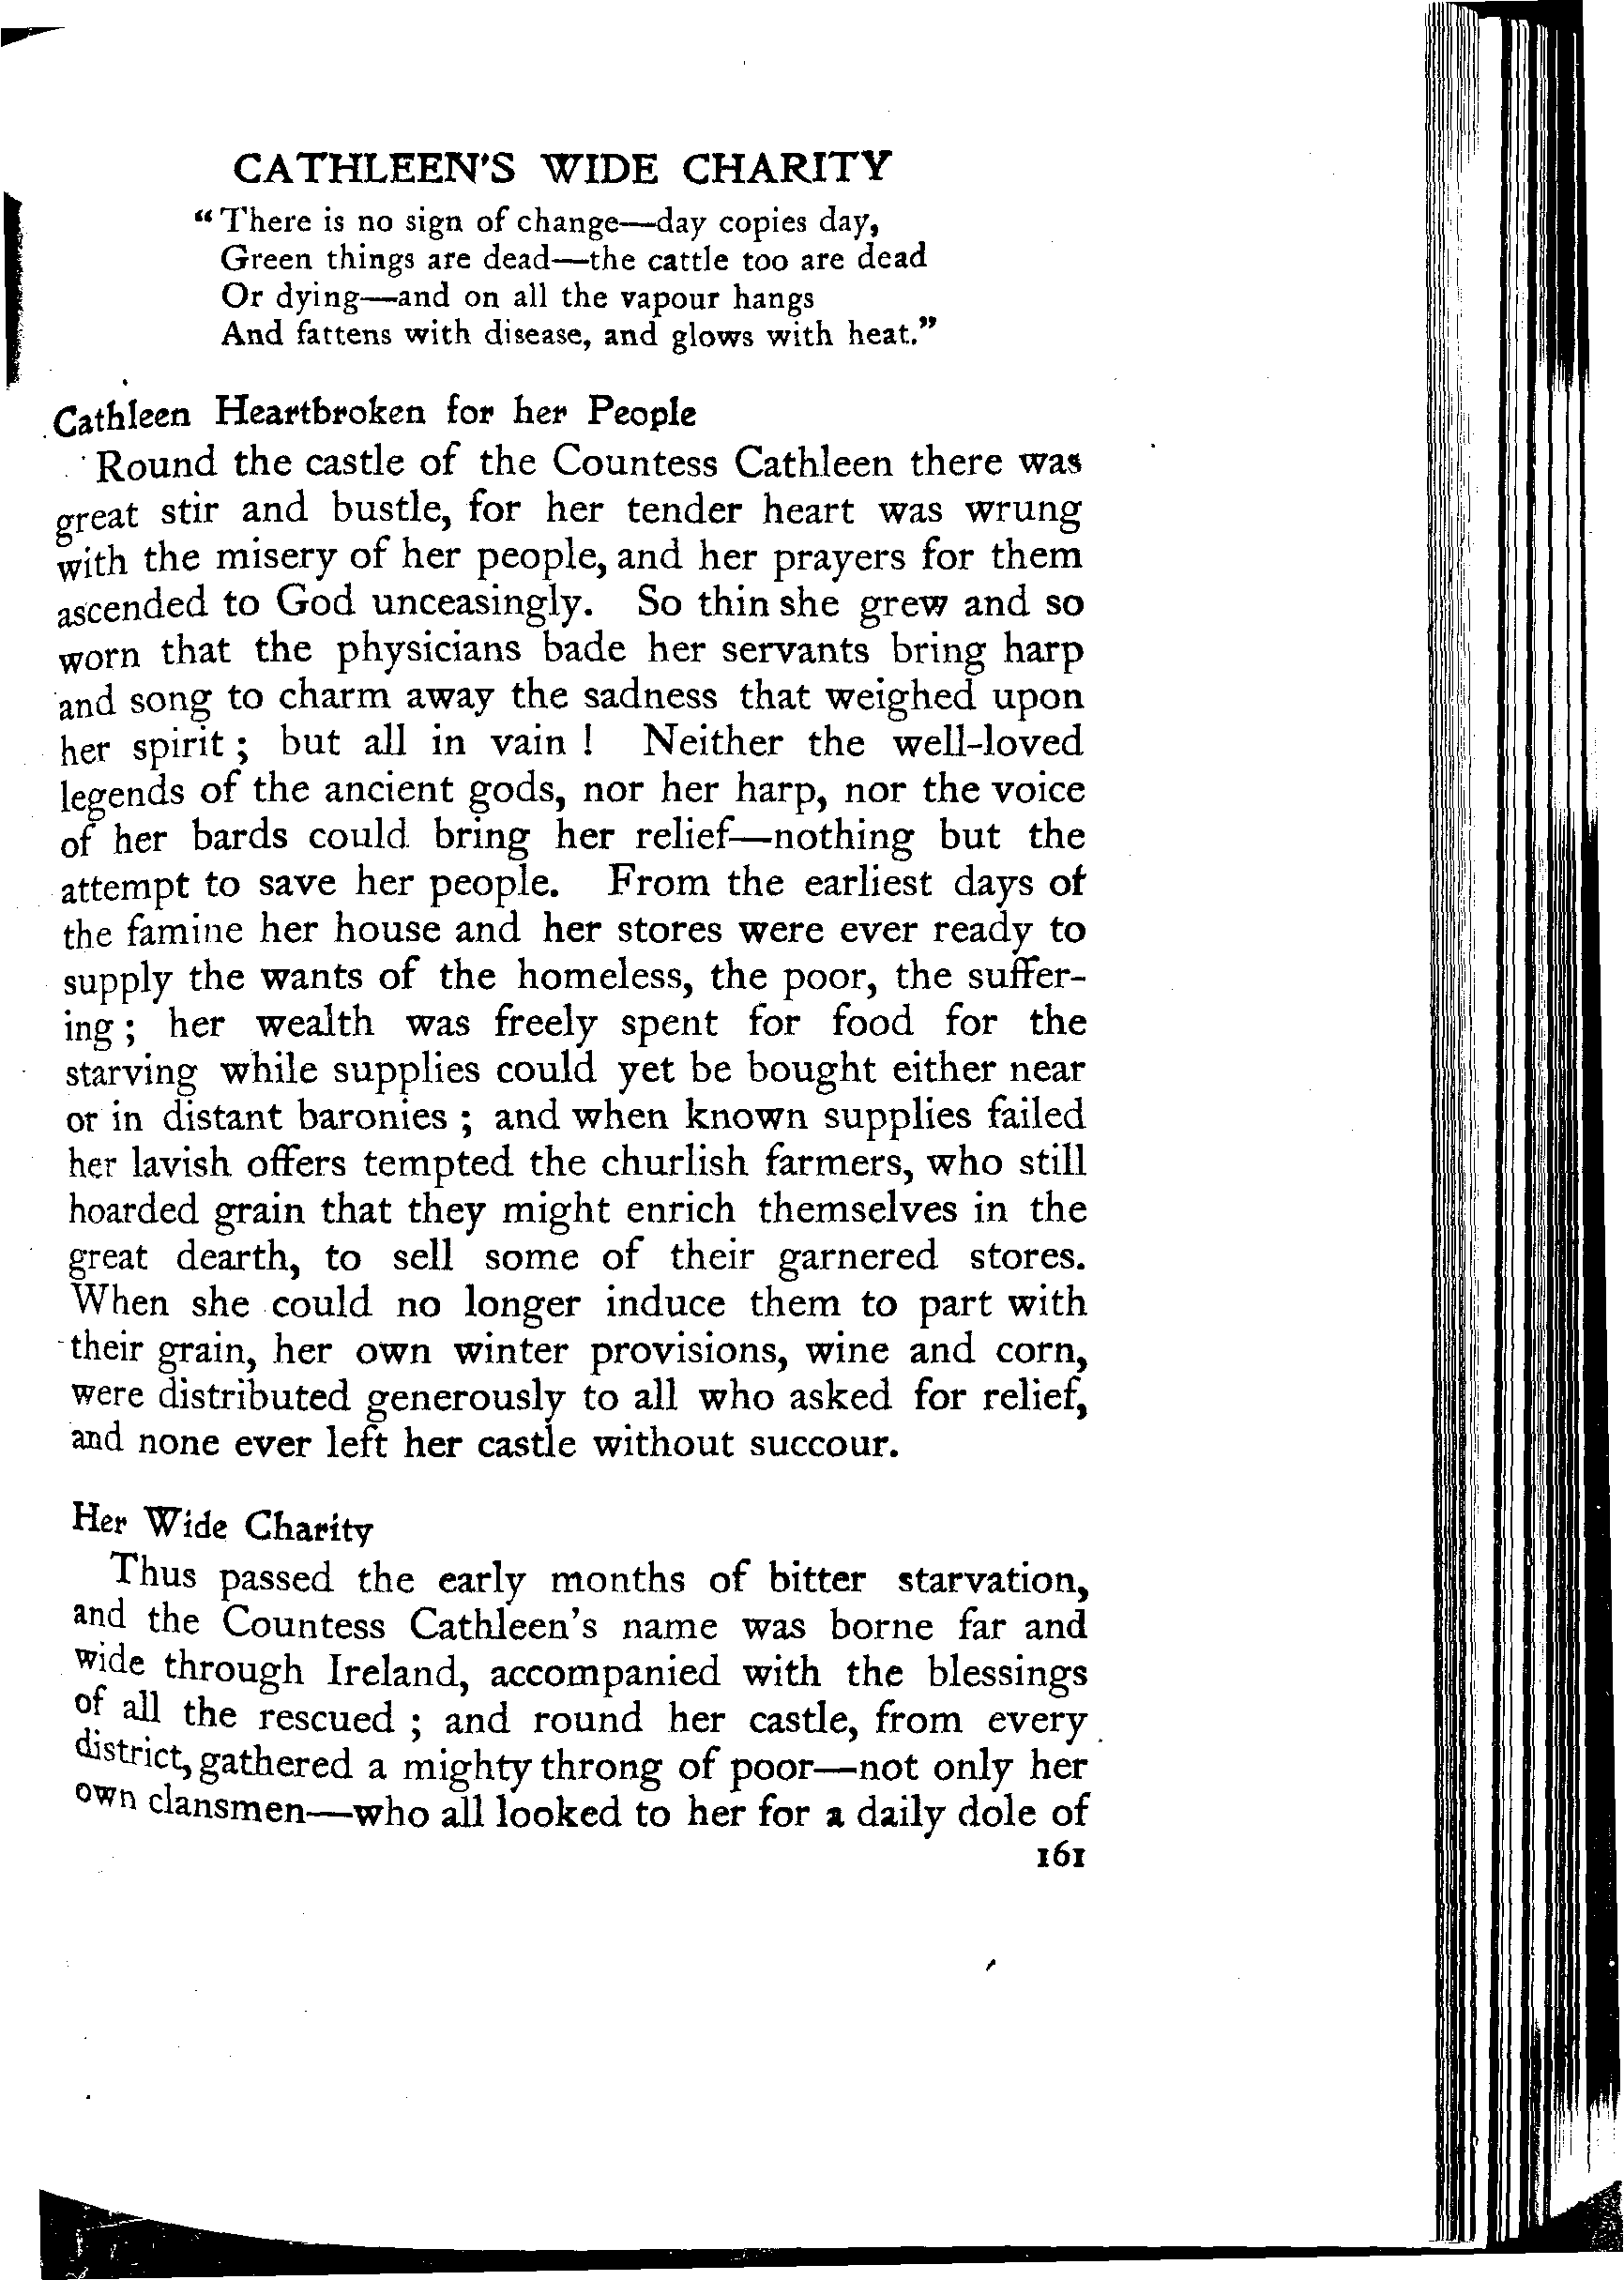 CATHLEEN'S WIDE CHARITY
“There is no sign of change—day copies day,
Green things are dead—the cattle too are dead
Or dying—and on all the vapour hangs
And fattens with disease, and glows with heat.”
Cathleen Heartbroken for her People
Round the castle of the Countess Cathleen there was
great stir and bustle, for her tender heart was wrung
with the misery of her people, and her prayers for them
ascended to God unceasingly. So thin she grew and so
worn that the physicians bade her servants bring harp
and song to charm away the sadness that weighed upon
her spirit ; but all in vain ! Neither the well-loved
legends of the ancient gods, nor her harp, nor the voice
of her bards could bring her relief—nothing but the
attempt to save her people. From the earliest days of
the famine her house and her stores were ever ready to
supply the wants of the homeless, the poor, the suffer-
ing ; her wealth was freely spent for food for the
starving while supplies could yet be bought either near
or in distant baronies ; and when known supplies failed
her lavish offers tempted the churlish farmers, who still
hoarded grain that they might enrich themselves in the
great dearth, to sell some of their garnered stores.
When she could no longer induce them to part with
their grain, her own winter provisions, wine and corn,
were distributed generously to all who asked for relief,
and none ever left her castle without succour.
Her Wide Charity
Thus passed the early months of bitter starvation,
and the Countess Cathleen's name was borne far and
wide through Ireland, accompanied with the blessings
of all the rescued ; and round her castle, from every
district, gathered a mighty throng of poor—not only her
own clansmen—who all looked to her for a daily dole of
161